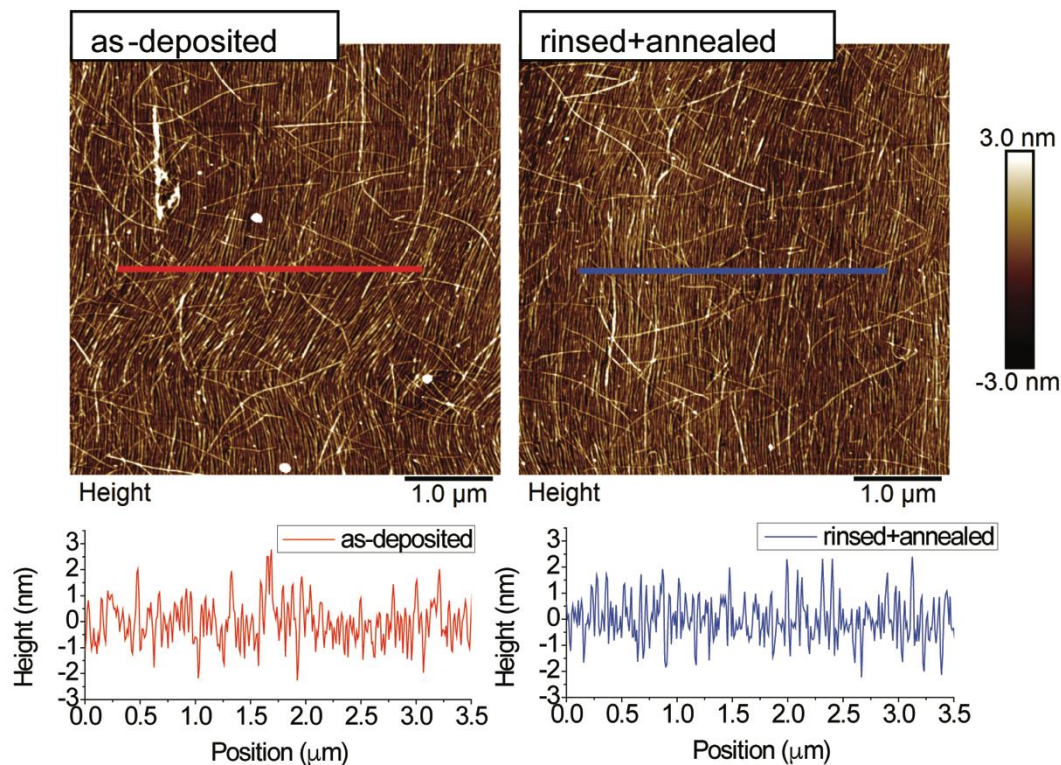 as-deposited
rinsed+annealed
3.0 nm
-3.0 nm
Height
1.0 μm
Height
1.0 μm
as-deposited
3
2
1
0
-1
-2
-3
Height (nm)
0.0 0.5 1.0 1.5 2.0 2.5 3.0 3.5
Position (μm)
rinsed+annealed
3
2
1
0
-1
-2
-3
Height (nm)
0.0 0.5 1.0 1.5 2.0 2.5 3.0 3.5
Position (μm)